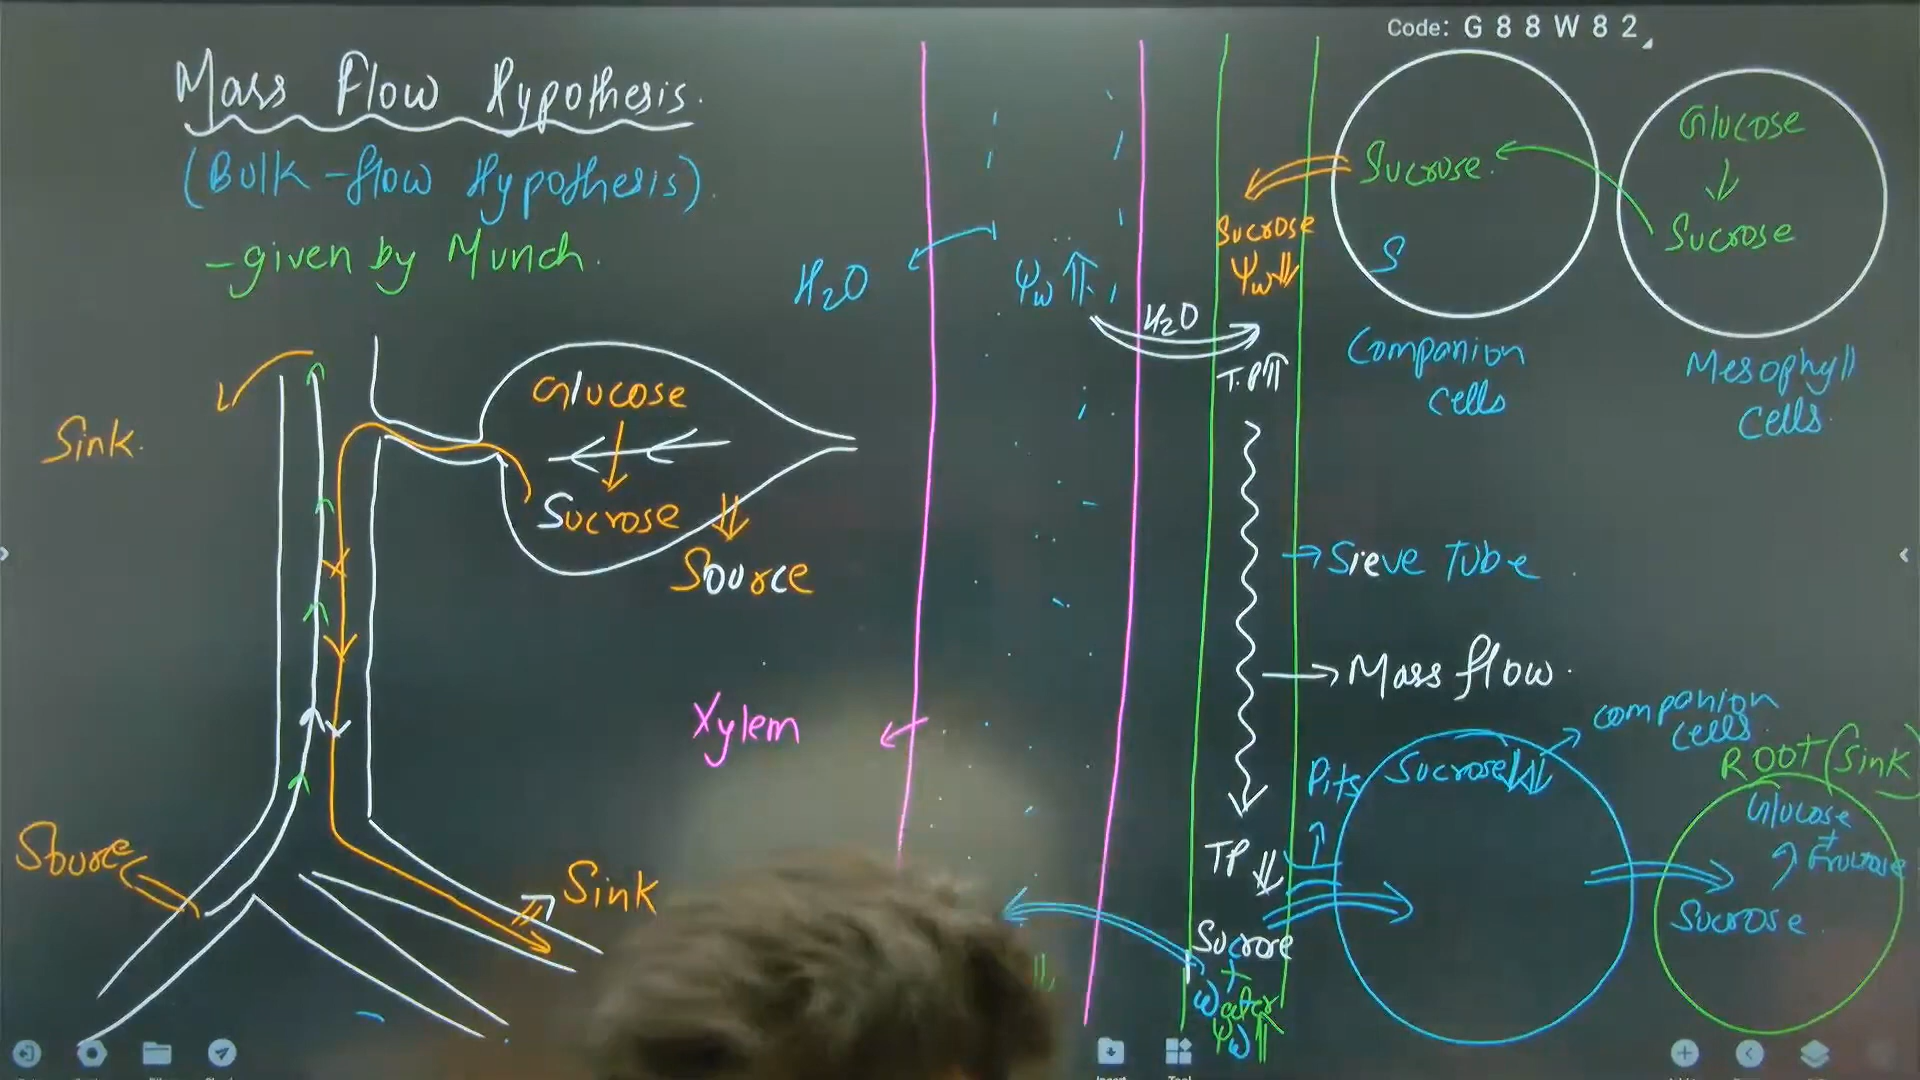 Code: G 8 8 W 8 2
Mass Flow Hypothesis.
(Bulk-flow Hypothesis).
- given by Munch.
Sink.
Glucose
Sucrose
Source
Source
Sink
H₂O
Ψw ⇑
H₂O
Xylem
Sucrose
Ψw ⇓
T.P ⇑
Sucrose.
S
Companion
cells
Glucose
Sucrose
Mesophyll
cells.
Sieve Tube
Mass flow.
TP ⇓
Sucrose
+
Water
Ψw ⇑
Pits
Sucrose ⇓
companion
cells
ROOT (Sink)
Glucose
+
Fructose
Sucrose